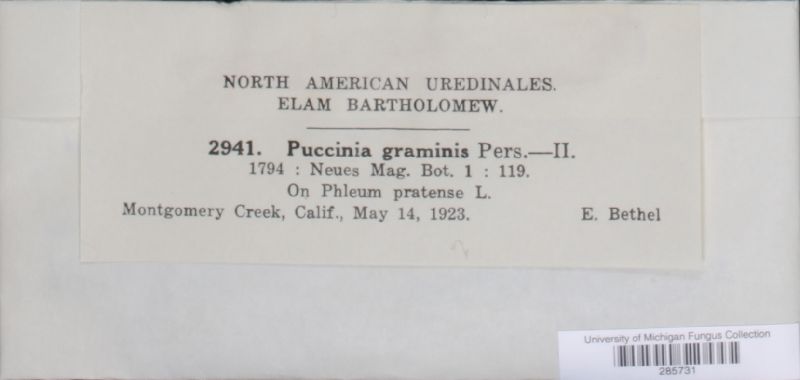 NORTH AMERICAN UREDINALES.
ELAM BARTHOLOMEW.
2941. Puccinia graminis Pers.—II.
1794 : Neues Mag. Bot. 1 : 119.
On Phleum pratense L.
Montgomery Creek, Calif., May 14, 1923. E. Bethel
University of Michigan Fungus Collection
285731